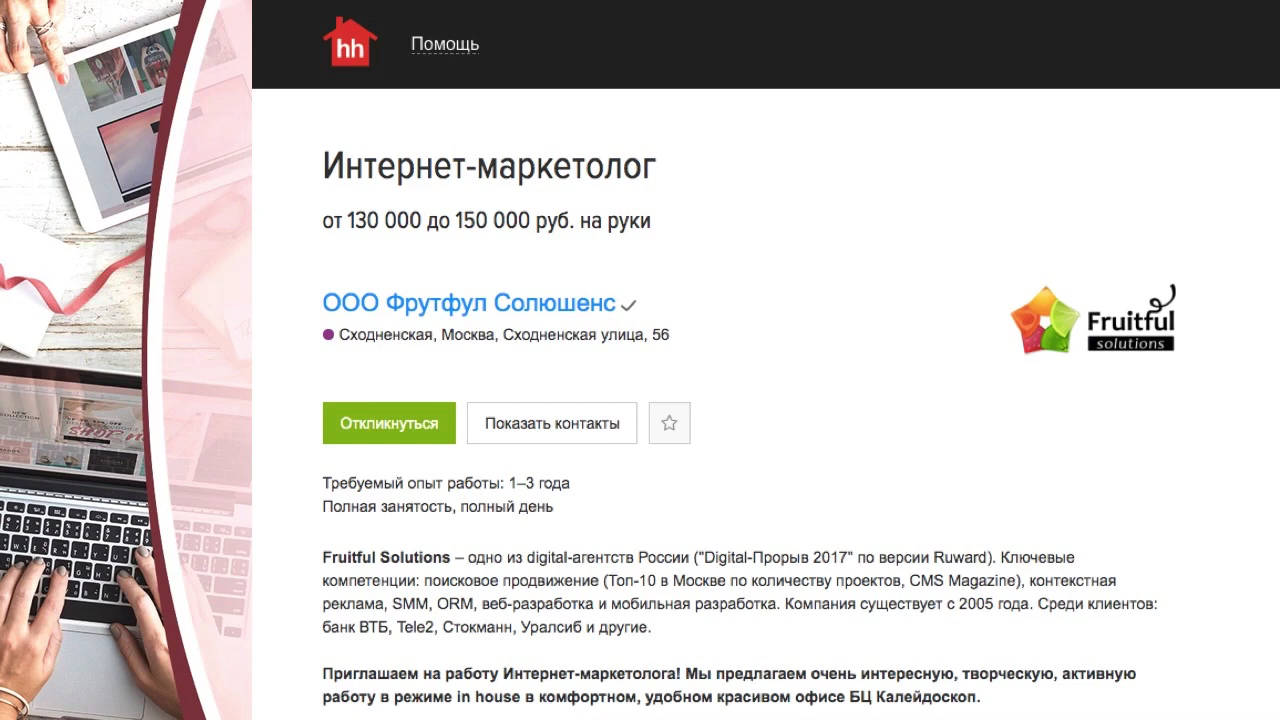 hh
Помощь
Интернет-маркетолог
от 130 000 до 150 000 руб. на руки
ООО Фрутфул Солюшенс
Сходненская, Москва, Сходненская улица, 56
Fruitful
solutions
Откликнуться
Показать контакты
Требуемый опыт работы: 1–3 года
Полная занятость, полный день
Fruitful Solutions – одно из digital-агентств России ("Digital-Прорыв 2017" по версии Ruward). Ключевые
компетенции: поисковое продвижение (Топ-10 в Москве по количеству проектов, CMS Magazine), контекстная
реклама, SMM, ORM, веб-разработка и мобильная разработка. Компания существует с 2005 года. Среди клиентов:
банк ВТБ, Tele2, Стокманн, Уралсиб и другие.
Приглашаем на работу Интернет-маркетолога! Мы предлагаем очень интересную, творческую, активную
работу в режиме in house в комфортном, удобном красивом офисе БЦ Калейдоскоп.